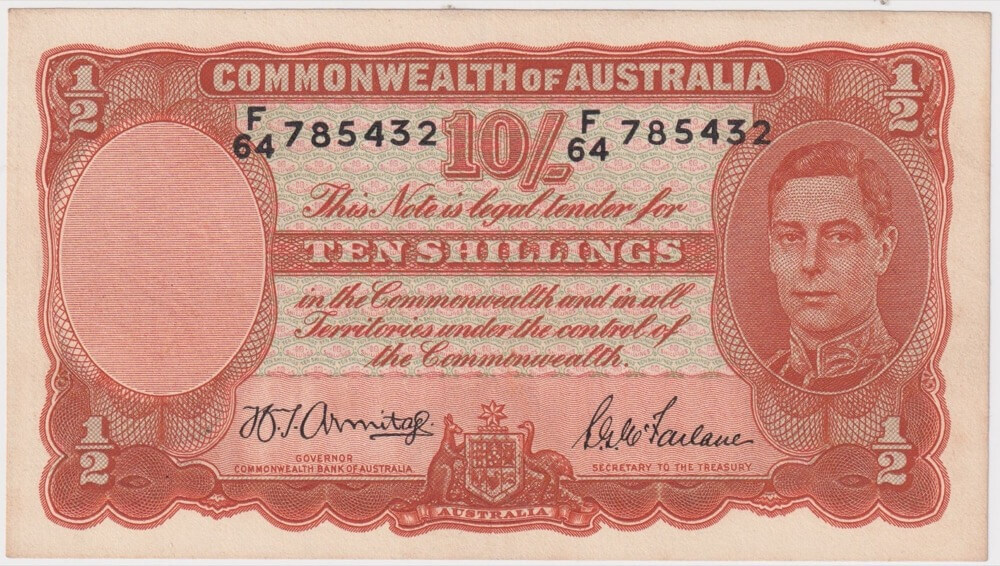 1/2 COMMONWEALTH OF AUSTRALIA 1/2
F/64 785432 10/- F/64 785432
This Note is legal tender for
TEN SHILLINGS
in the Commonwealth and in all
Territories under the control of
the Commonwealth.
H.T. Armitage. S.G. McFarlane
GOVERNOR
COMMONWEALTH BANK OF AUSTRALIA. SECRETARY TO THE TREASURY
1/2 AUSTRALIA 1/2